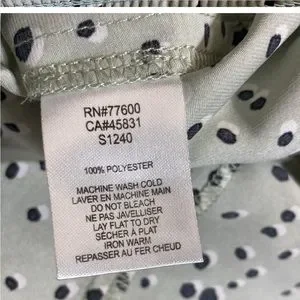 RN#77600
CA#45831
S1240
100% POLYESTER
MACHINE WASH COLD
LAVER EN MACHINE MAIN
DO NOT BLEACH
NE PAS JAVELLISER
LAY FLAT TO DRY
SÈCHER À PLAT
IRON WARM
REPASSER AU FER CHEUD